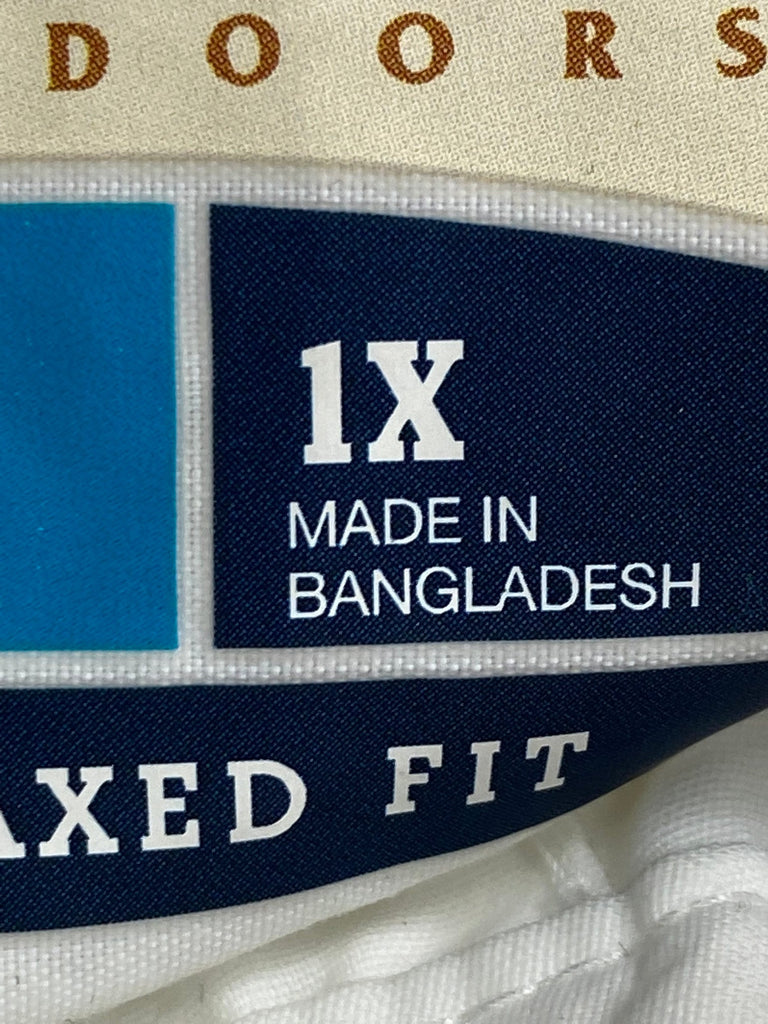 DOORS
1X
MADE IN
BANGLADESH
AXED FIT